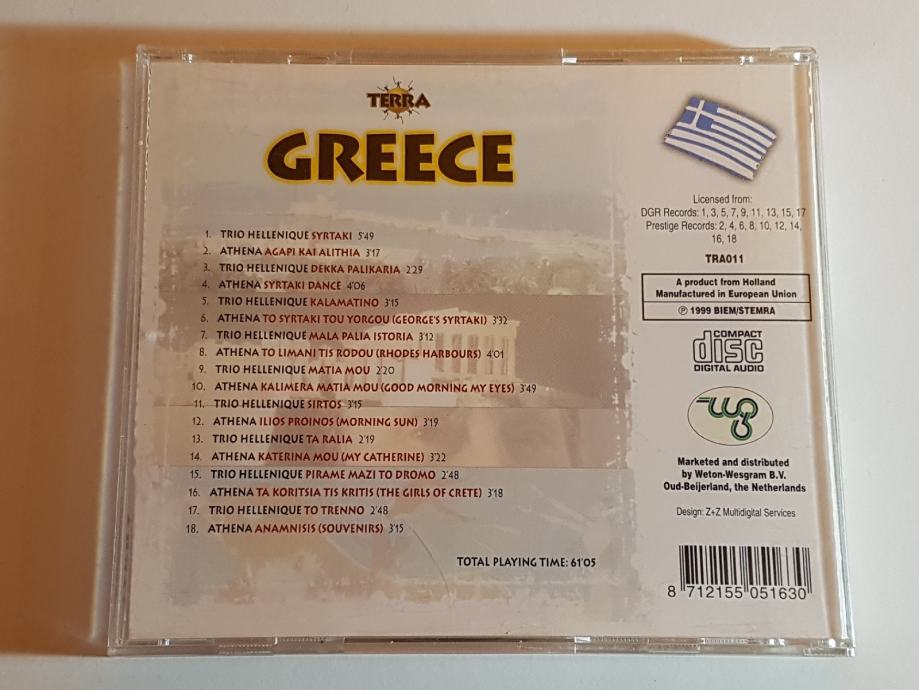 TERRA
GREECE
1. TRIO HELLENIQUE SYRTAKI 5'49
2. ATHENA AGAPI KAI ALITHIA 3'17
3. TRIO HELLENIQUE DEKKA PALIKARIA 2'29
4. ATHENA SYRTAKI DANCE 4'06
5. TRIO HELLENIQUE KALAMATINO 3'15
6. ATHENA TO SYRTAKI TOU YORGOU (GEORGE'S SYRTAKI) 3'32
7. TRIO HELLENIQUE MALA PALIA ISTORIA 3'12
8. ATHENA TO LIMANI TIS RODOU (RHODES HARBOURS) 4'01
9. TRIO HELLENIQUE MATIA MOU 2'20
10. ATHENA KALIMERA MATIA MOU (GOOD MORNING MY EYES) 3'49
11. TRIO HELLENIQUE SIRTOS 3'15
12. ATHENA ILIOS PROINOS (MORNING SUN) 3'19
13. TRIO HELLENIQUE TA RALIA 2'19
14. ATHENA KATERINA MOU (MY CATHERINE) 3'22
15. TRIO HELLENIQUE PIRAME MAZI TO DROMO 2'48
16. ATHENA TA KORITSIA TIS KRITIS (THE GIRLS OF CRETE) 3'18
17. TRIO HELLENIQUE TO TRENNO 2'48
18. ATHENA ANAMNISIS (SOUVENIRS) 3'15
TOTAL PLAYING TIME: 61'05
Licensed from:
DGR Records: 1, 3, 5, 7, 9, 11, 13, 15, 17
Prestige Records: 2, 4, 6, 8, 10, 12, 14,
16, 18
TRA011
A product from Holland
Manufactured in European Union
℗ 1999 BIEM/STEMRA
COMPACT
disc
DIGITAL AUDIO
Marketed and distributed
by Weton-Wesgram B.V.
Oud-Beijerland, the Netherlands
Design: Z+Z Multidigital Services
8 712155 051630